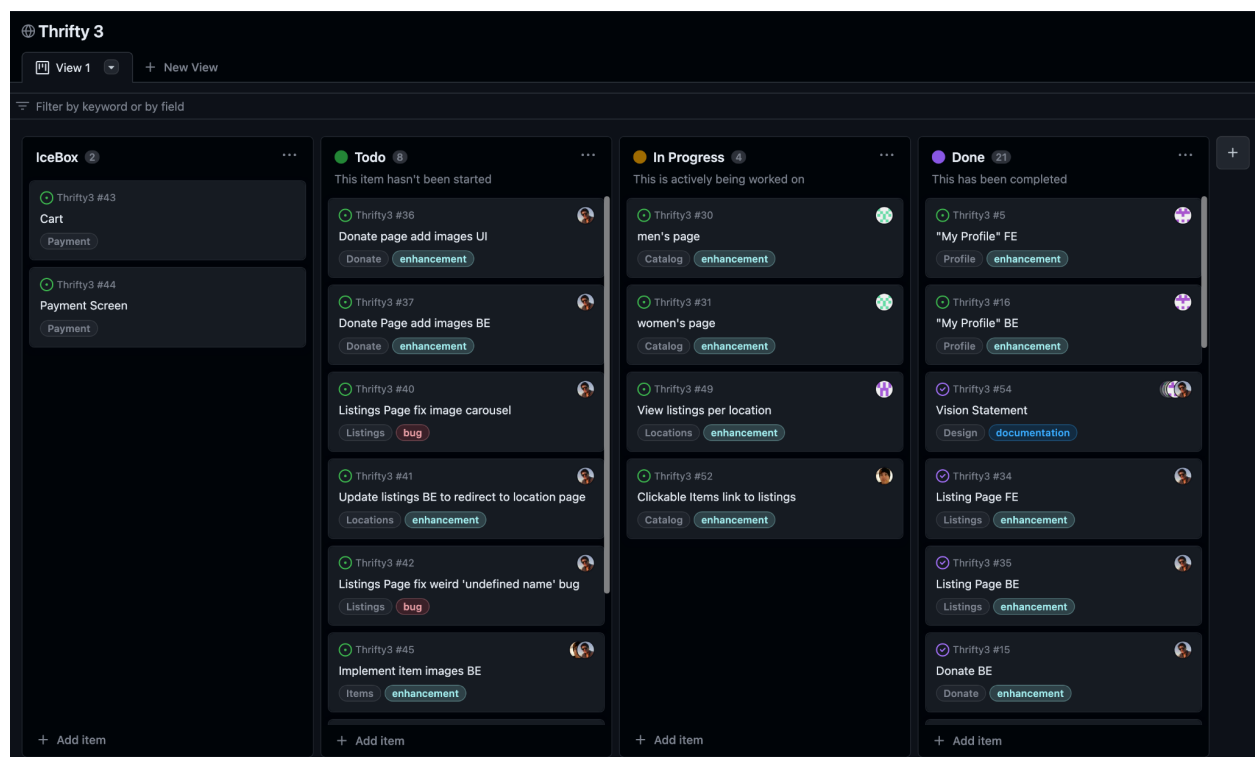 Thrifty 3
View 1
New View
Filter by keyword or by field
IceBox 2
Thrifty3 #43
Cart
Payment
Thrifty3 #44
Payment Screen
Payment
Add item
Todo 8
This item hasn't been started
Thrifty3 #36
Donate page add images UI
Donate enhancement
Thrifty3 #37
Donate Page add images BE
Donate enhancement
Thrifty3 #40
Listings Page fix image carousel
Listings bug
Thrifty3 #41
Update listings BE to redirect to location page
Locations enhancement
Thrifty3 #42
Listings Page fix weird 'undefined name' bug
Listings bug
Thrifty3 #45
Implement item images BE
Items enhancement
Add item
In Progress 4
This is actively being worked on
Thrifty3 #30
men's page
Catalog enhancement
Thrifty3 #31
women's page
Catalog enhancement
Thrifty3 #49
View listings per location
Locations enhancement
Thrifty3 #52
Clickable Items link to listings
Catalog enhancement
Add item
Done 21
This has been completed
Thrifty3 #5
"My Profile" FE
Profile enhancement
Thrifty3 #16
"My Profile" BE
Profile enhancement
Thrifty3 #54
Vision Statement
Design documentation
Thrifty3 #34
Listing Page FE
Listings enhancement
Thrifty3 #35
Listing Page BE
Listings enhancement
Thrifty3 #15
Donate BE
Donate enhancement
Add item